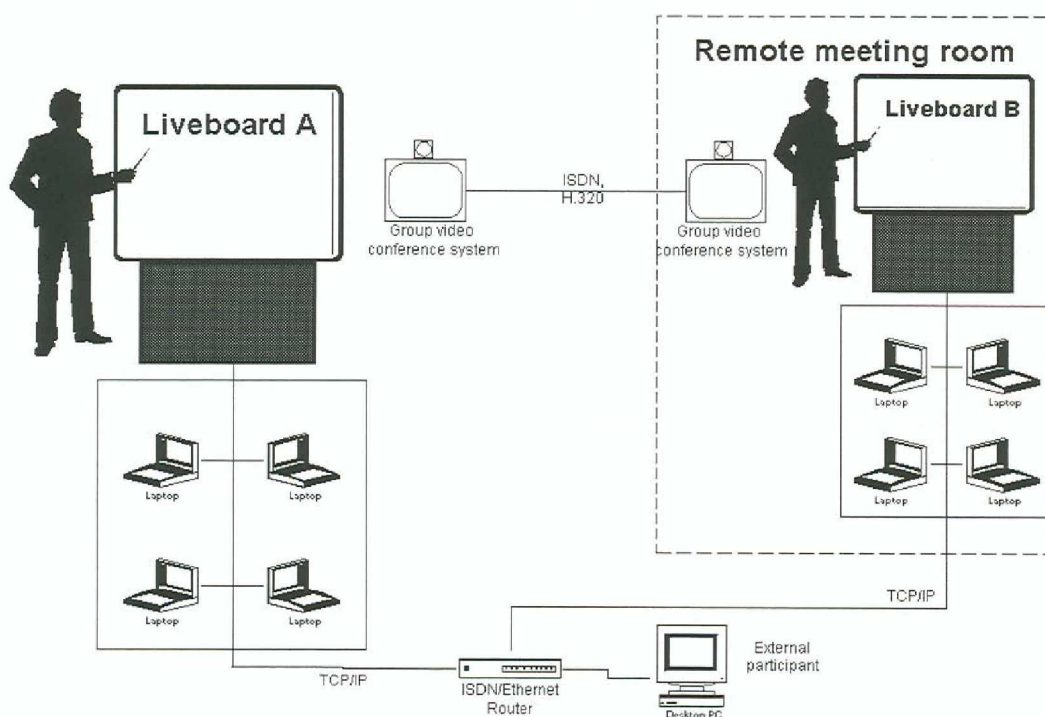 Remote meeting room
Liveboard A
Liveboard B
ISDN,
H.320
Group video
conference system
Group video
conference system
Laptop
Laptop
Laptop
Laptop
Laptop
Laptop
Laptop
Laptop
TCP/IP
TCP/IP
ISDN/Ethernet
Router
External
participant
Desktop PC